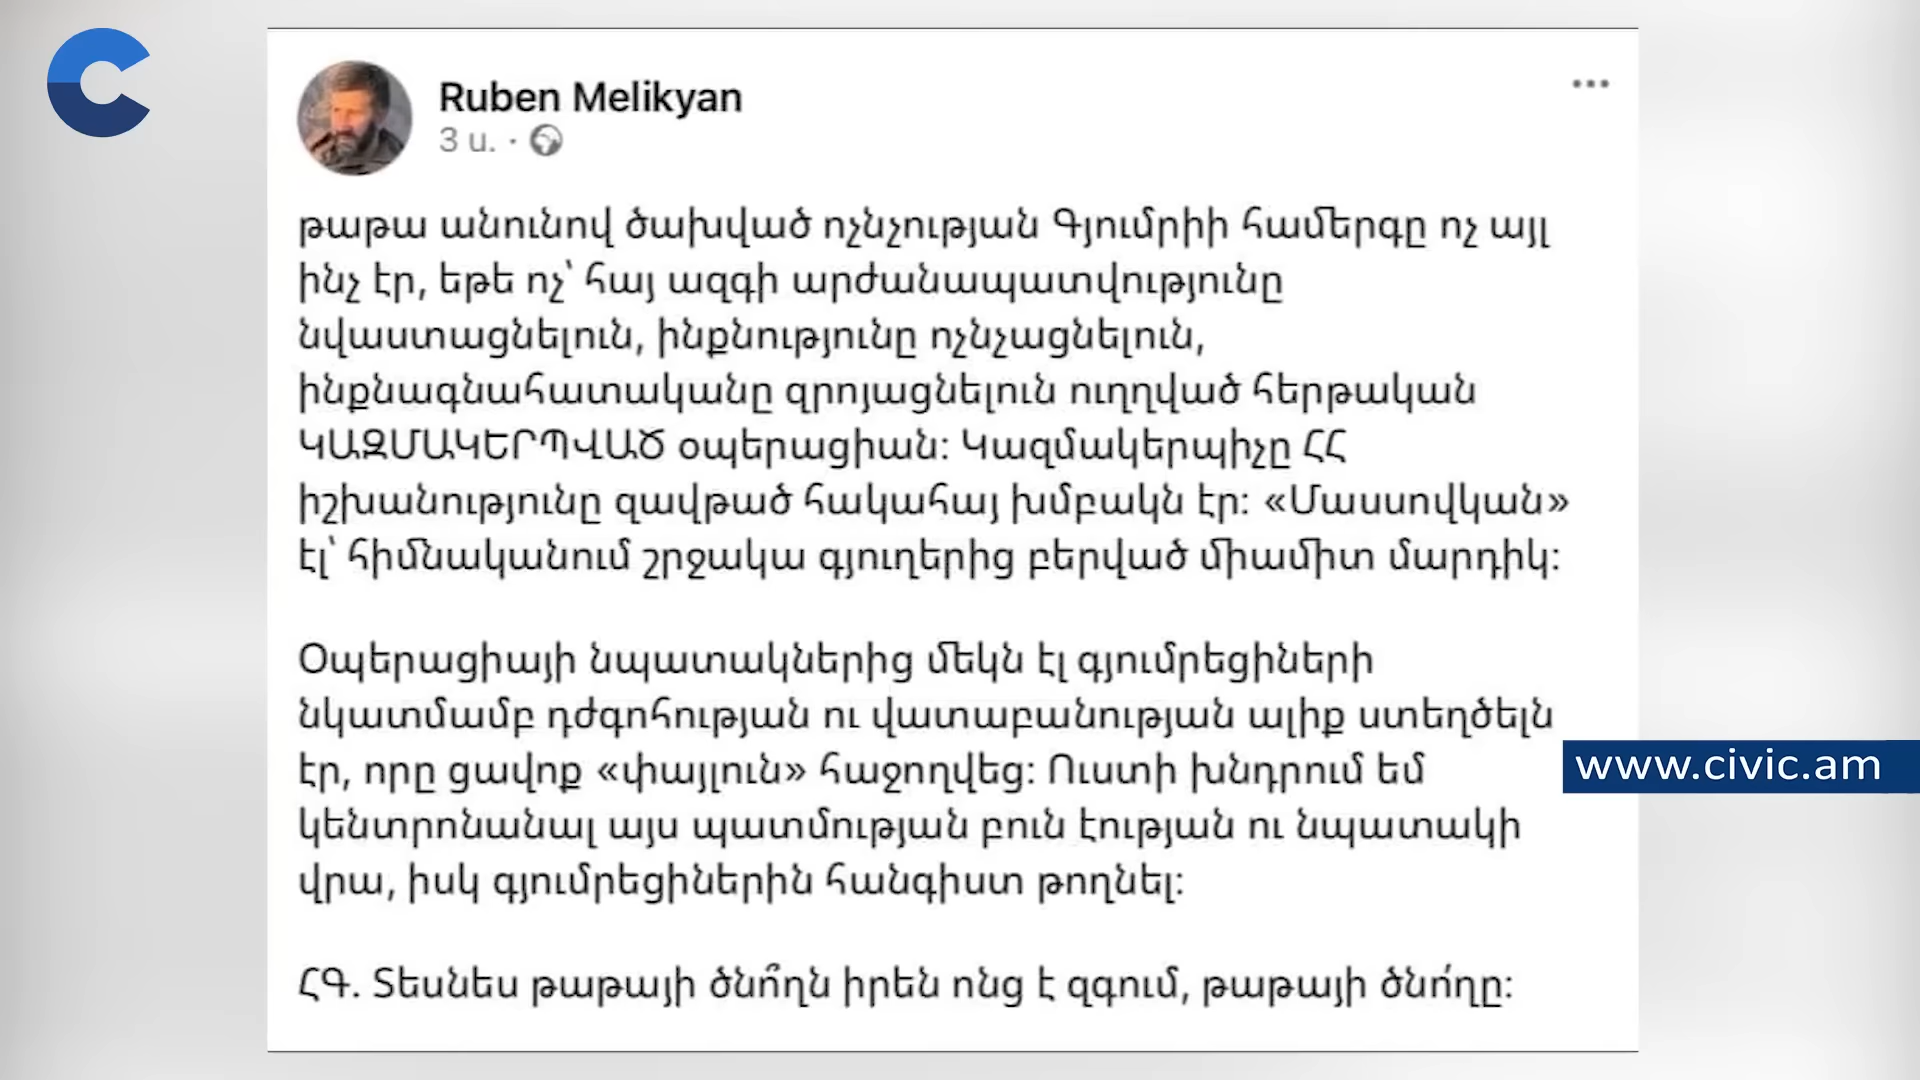 Ruben Melikyan
3 ս. ·
թաթա անունով ծախված ոչնչության Գյումրիի համերգը ոչ այլ
ինչ էր, եթե ոչ՝ հայ ազգի արժանապատվությունը
նվաստացնելուն, ինքնությունը ոչնչացնելուն,
ինքնագնահատականը զրոյացնելուն ուղղված հերթական
ԿԱԶՄԱԿԵՐՊՎԱԾ օպերացիան։ Կազմակերպիչը ՀՀ
իշխանությունը զավթած հակահայ խմբակն էր։ «Մասսովկան»
էլ՝ հիմնականում շրջակա գյուղերից բերված միամիտ մարդիկ։
Օպերացիայի նպատակներից մեկն էլ գյումրեցիների
նկատմամբ դժգոհության ու վատաբանության ալիք ստեղծելն
էր, որը ցավոք «փայլուն» հաջողվեց։ Ուստի խնդրում եմ
կենտրոնանալ այս պատմության բուն էության ու նպատակի
վրա, իսկ գյումրեցիներին հանգիստ թողնել։
ՀԳ. Տեսնես թաթայի ծնո՞ղն իրեն ոնց է զգում, թաթայի ծնո՛ղը։
www.civic.am